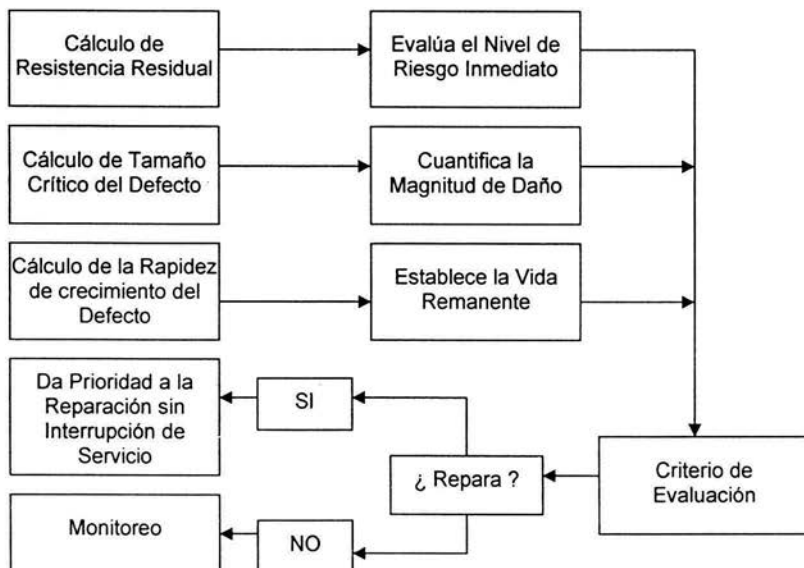 Cálculo de
Resistencia Residual
Evalúa el Nivel de
Riesgo Inmediato
Cálculo de Tamaño
Crítico del Defecto
Cuantifica la
Magnitud de Daño
Cálculo de la Rapidez
de crecimiento del
Defecto
Establece la Vida
Remanente
Da Prioridad a la
Reparación sin
Interrupción de
Servicio
SI
¿ Repara ?
Criterio de
Evaluación
Monitoreo
NO